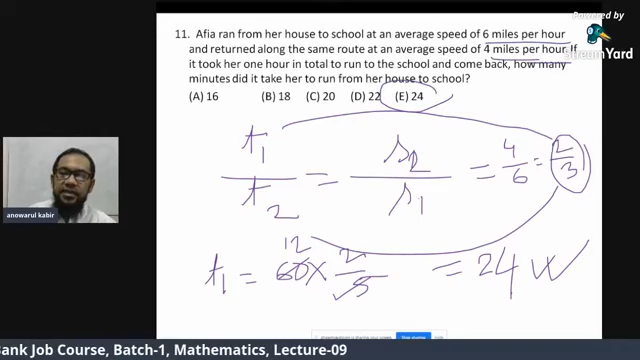 Powered by
StreamYard
11. Afia ran from her house to school at an average speed of 6 miles per hour
and returned along the same route at an average speed of 4 miles per hour. If
it took her one hour in total to run to the school and come back, how many
minutes did it take her to run from her house to school?
(A) 16 (B) 18 (C) 20 (D) 22 (E) 24
t1/t2 = s2/s1 = 4/6 = 2/3
anowarul kabir
12
t1 = 60 × 2/5 = 24
Bank Job Course, Batch-1, Mathematics, Lecture-09